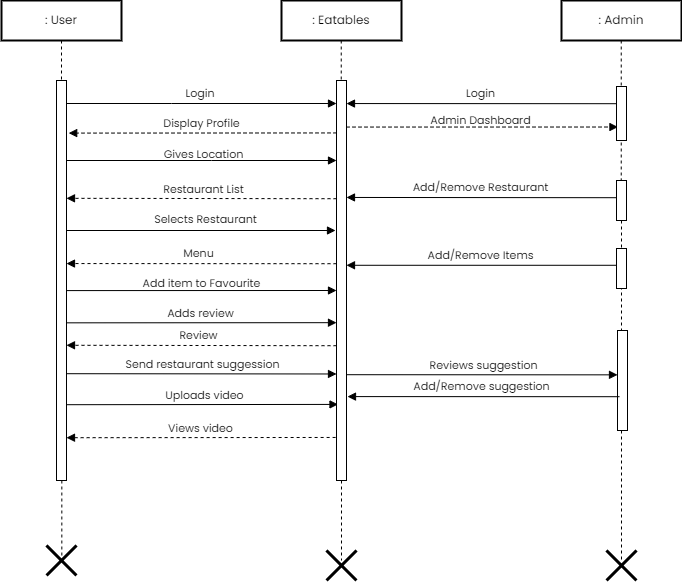 : User
: Eatables
: Admin
Login
Login
Display Profile
Admin Dashboard
Gives Location
Restaurant List
Add/Remove Restaurant
Selects Restaurant
Menu
Add/Remove Items
Add item to Favourite
Adds review
Review
Send restaurant suggession
Reviews suggestion
Add/Remove suggestion
Uploads video
Views video